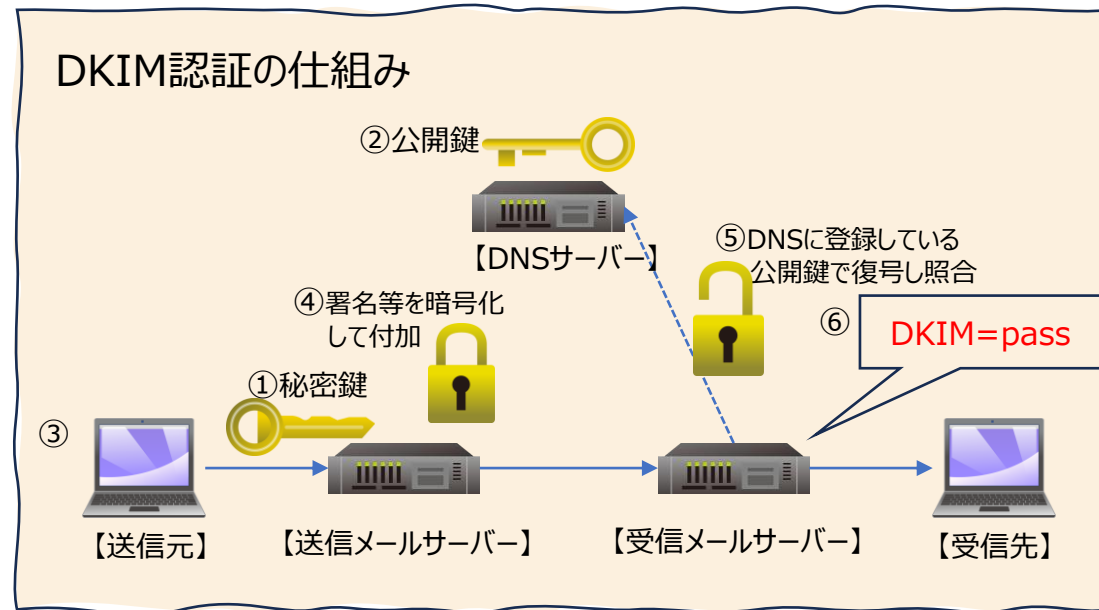 DKIM認証の仕組み
②公開鍵
【DNSサーバー】
⑤DNSに登録している
公開鍵で復号し照合
④署名等を暗号化
して付加
⑥
DKIM=pass
①秘密鍵
③
【送信元】
【送信メールサーバー】
【受信メールサーバー】
【受信先】